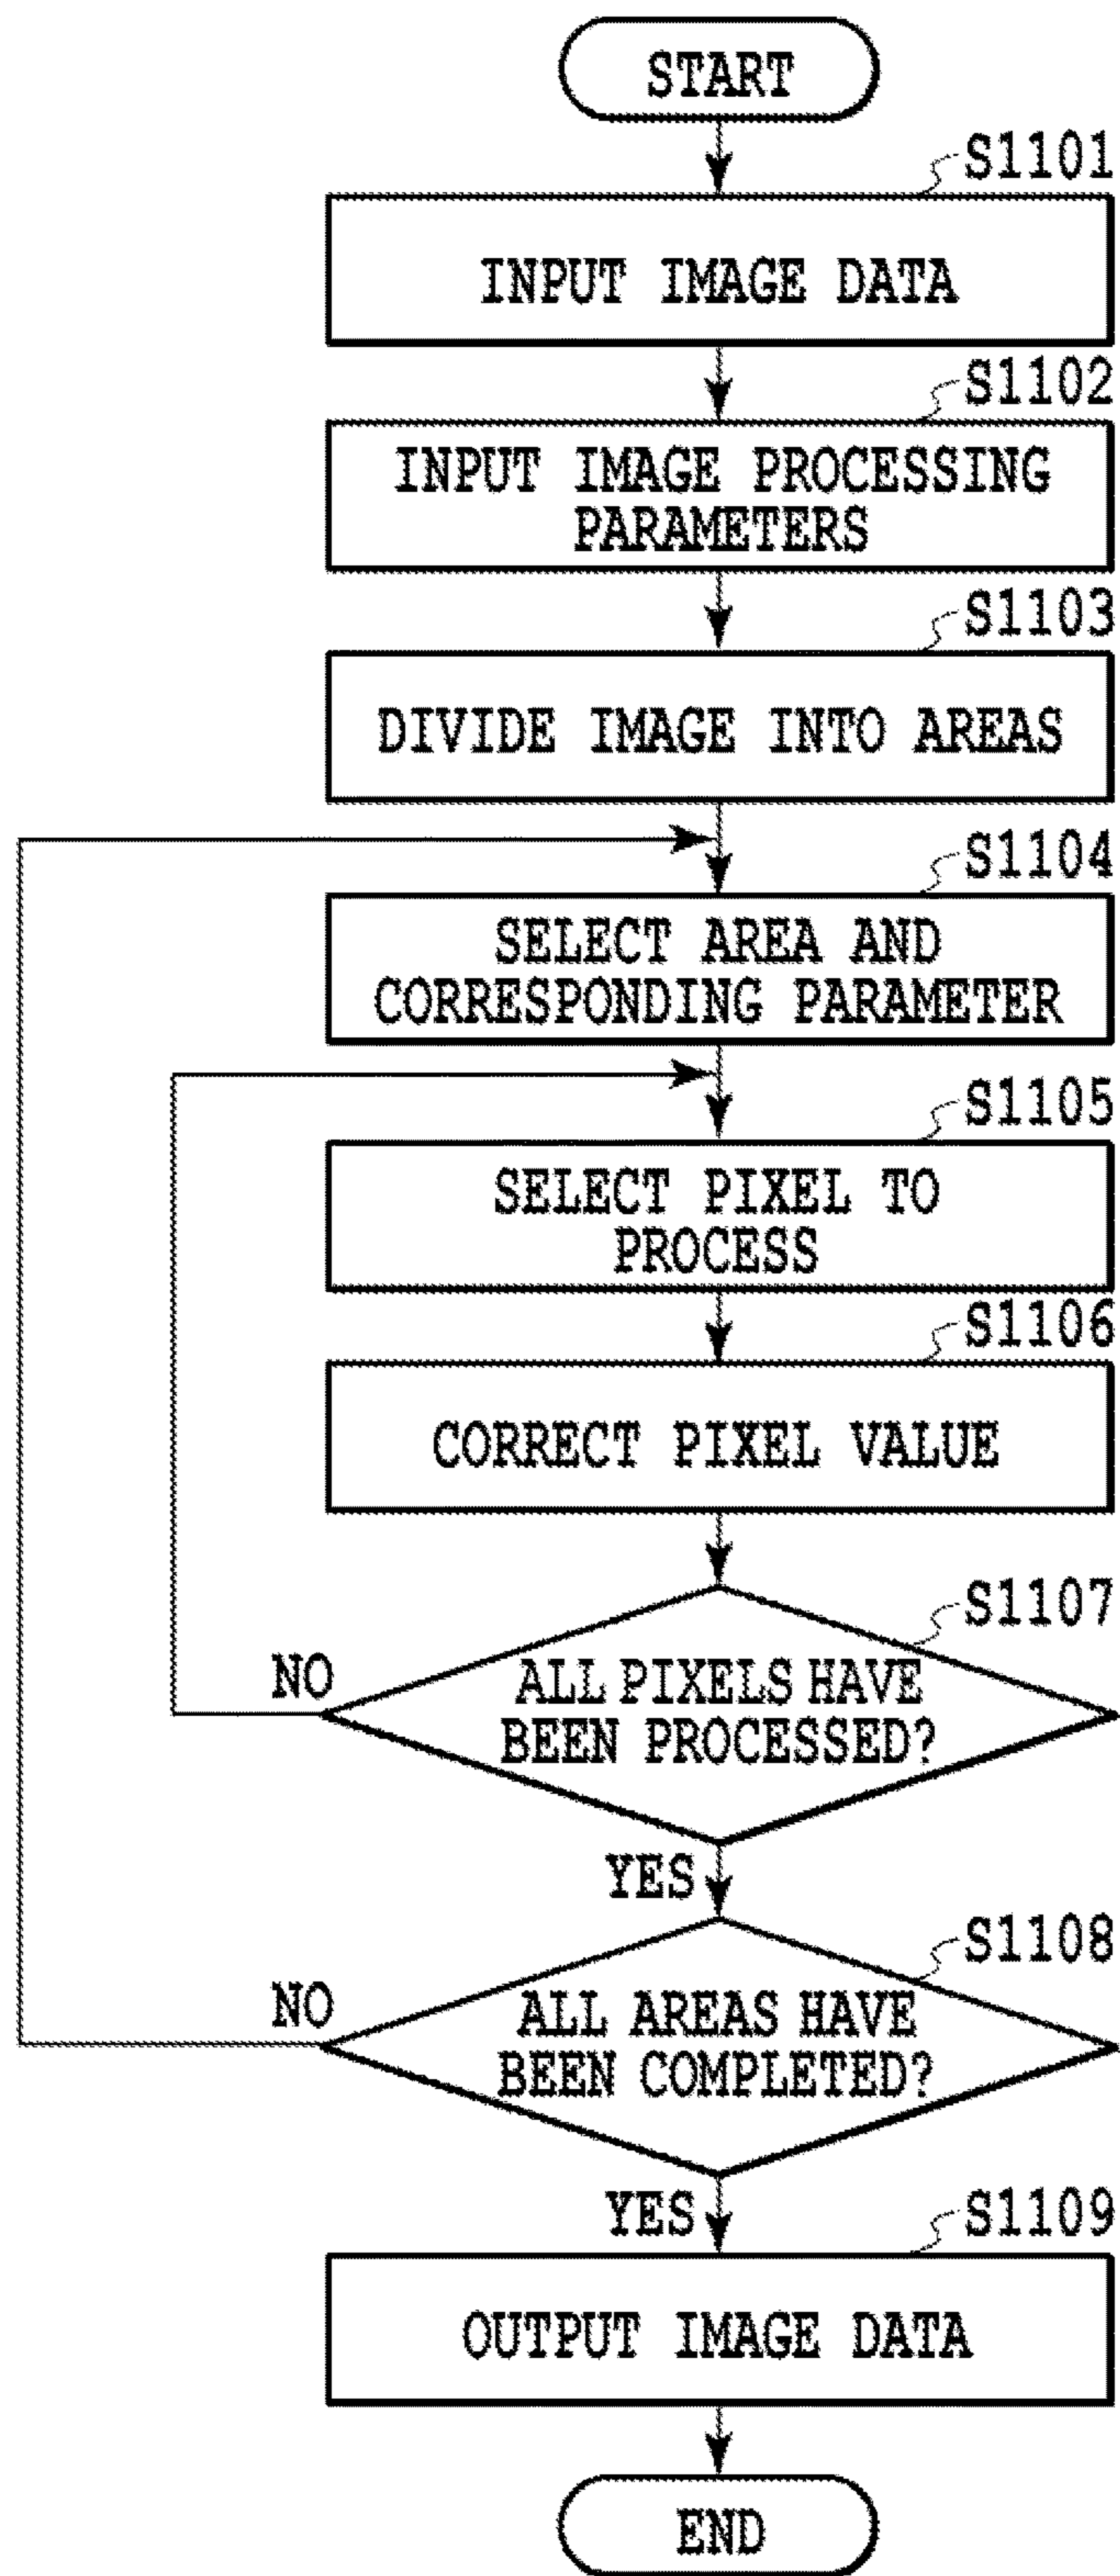 START
S1101
INPUT IMAGE DATA
S1102
INPUT IMAGE PROCESSING
PARAMETERS
S1103
DIVIDE IMAGE INTO AREAS
S1104
SELECT AREA AND
CORRESPONDING PARAMETER
S1105
SELECT PIXEL TO
PROCESS
S1106
CORRECT PIXEL VALUE
S1107
NO
ALL PIXELS HAVE
BEEN PROCESSED?
YES
S1108
NO
ALL AREAS HAVE
BEEN COMPLETED?
YES
S1109
OUTPUT IMAGE DATA
END